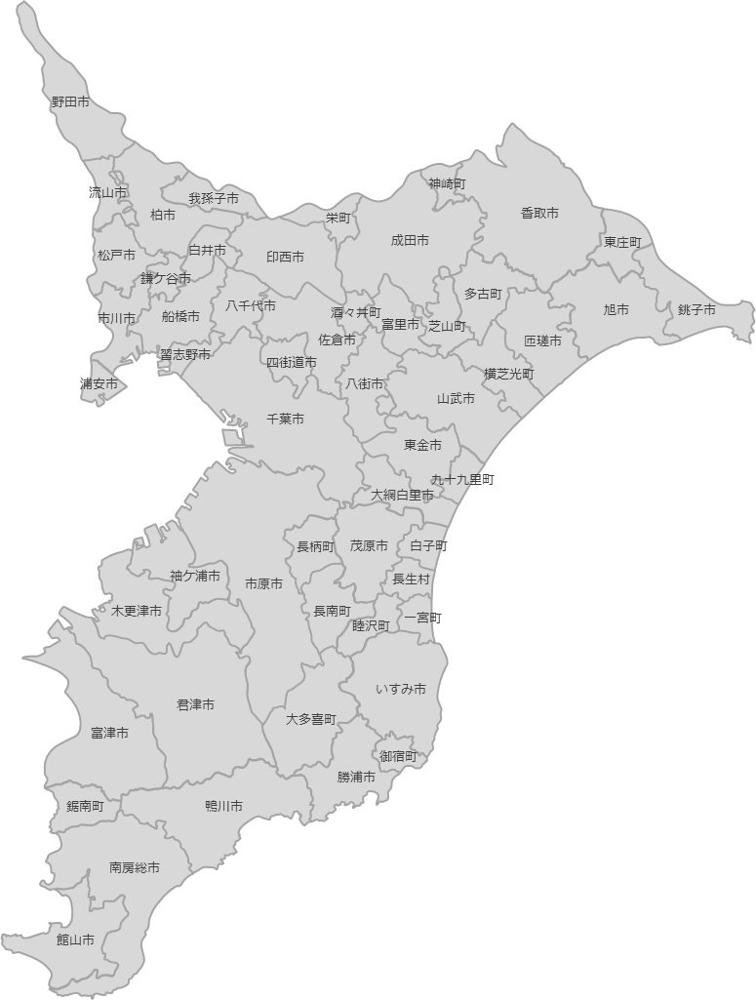 野田市
神崎町
流山市
我孫子市
柏市
香取市
栄町
成田市
東庄町
白井市
松戸市
印西市
鎌ケ谷市
多古町
八千代市
酒々井町
旭市
銚子市
市川市
船橋市
富里市
芝山町
佐倉市
匝瑳市
習志野市
四街道市
横芝光町
浦安市
八街市
山武市
千葉市
東金市
九十九里町
大網白里市
長柄町
茂原市
白子町
袖ケ浦市
市原市
長生村
木更津市
長南町
睦沢町
一宮町
いすみ市
君津市
大多喜町
富津市
御宿町
勝浦市
鋸南町
鴨川市
南房総市
館山市